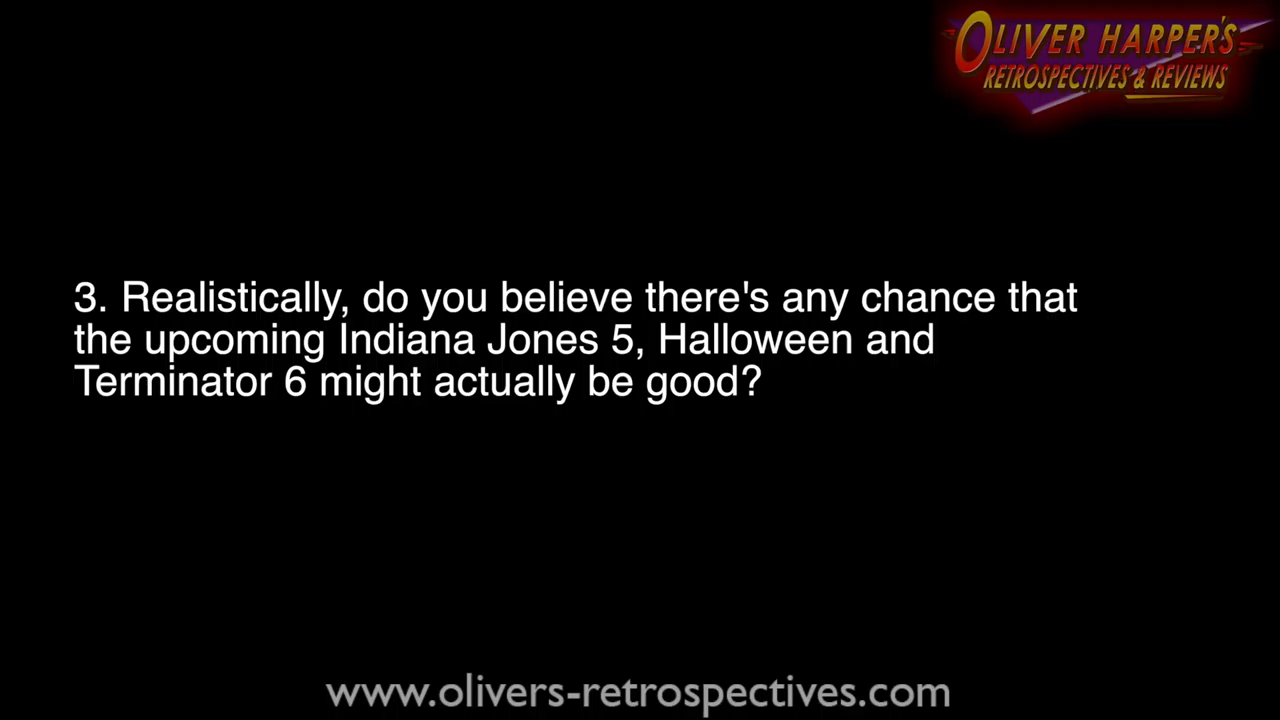 OLIVER HARPER'S
RETROSPECTIVES & REVIEWS
3. Realistically, do you believe there's any chance that
the upcoming Indiana Jones 5, Halloween and
Terminator 6 might actually be good?
www.olivers-retrospectives.com